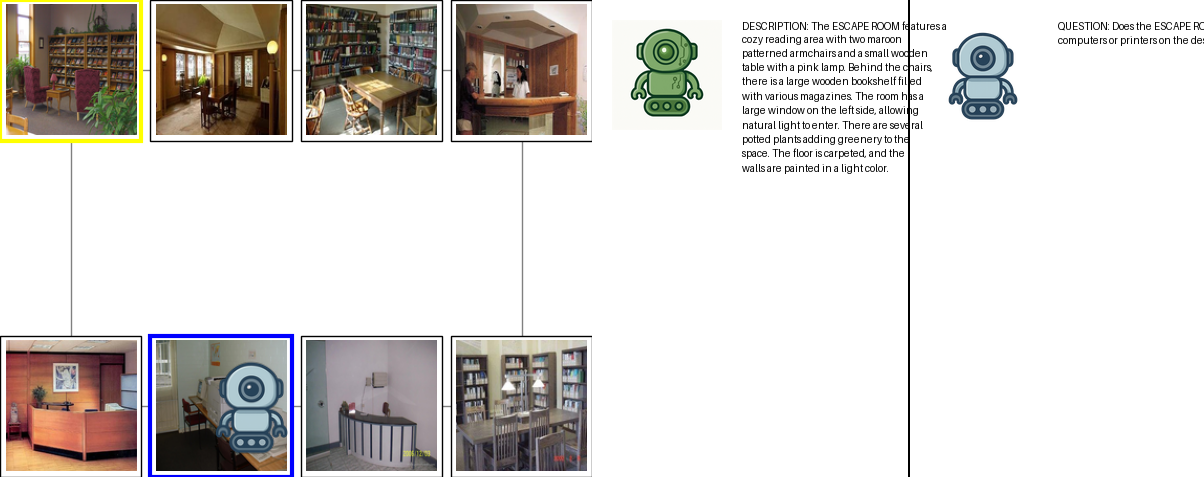 DESCRIPTION: The ESCAPE ROOM features a
cozy reading area with two maroon
patterned armchairs and a small wooden
table with a pink lamp. Behind the chairs,
there is a large wooden bookshelf filled
with various magazines. The room has a
large window on the left side, allowing
natural light to enter. There are several
potted plants adding greenery to the
space. The floor is carpeted, and the
walls are painted in a light color.
QUESTION: Does the ESCAPE RO
computers or printers on the des